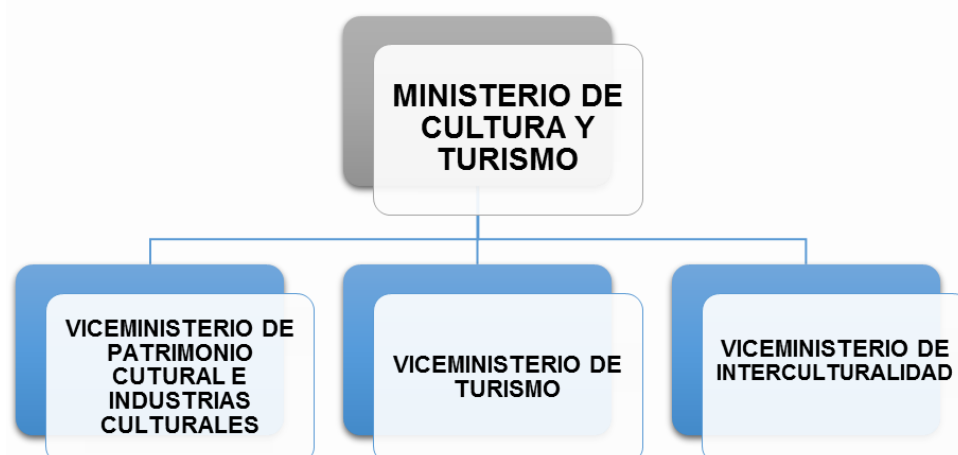 MINISTERIO DE
CULTURA Y
TURISMO
VICEMINISTERIO DE
PATRIMONIO
CUTURAL E
INDUSTRIAS
CULTURALES
VICEMINISTERIO DE
TURISMO
VICEMINISTERIO DE
INTERCULTURALIDAD